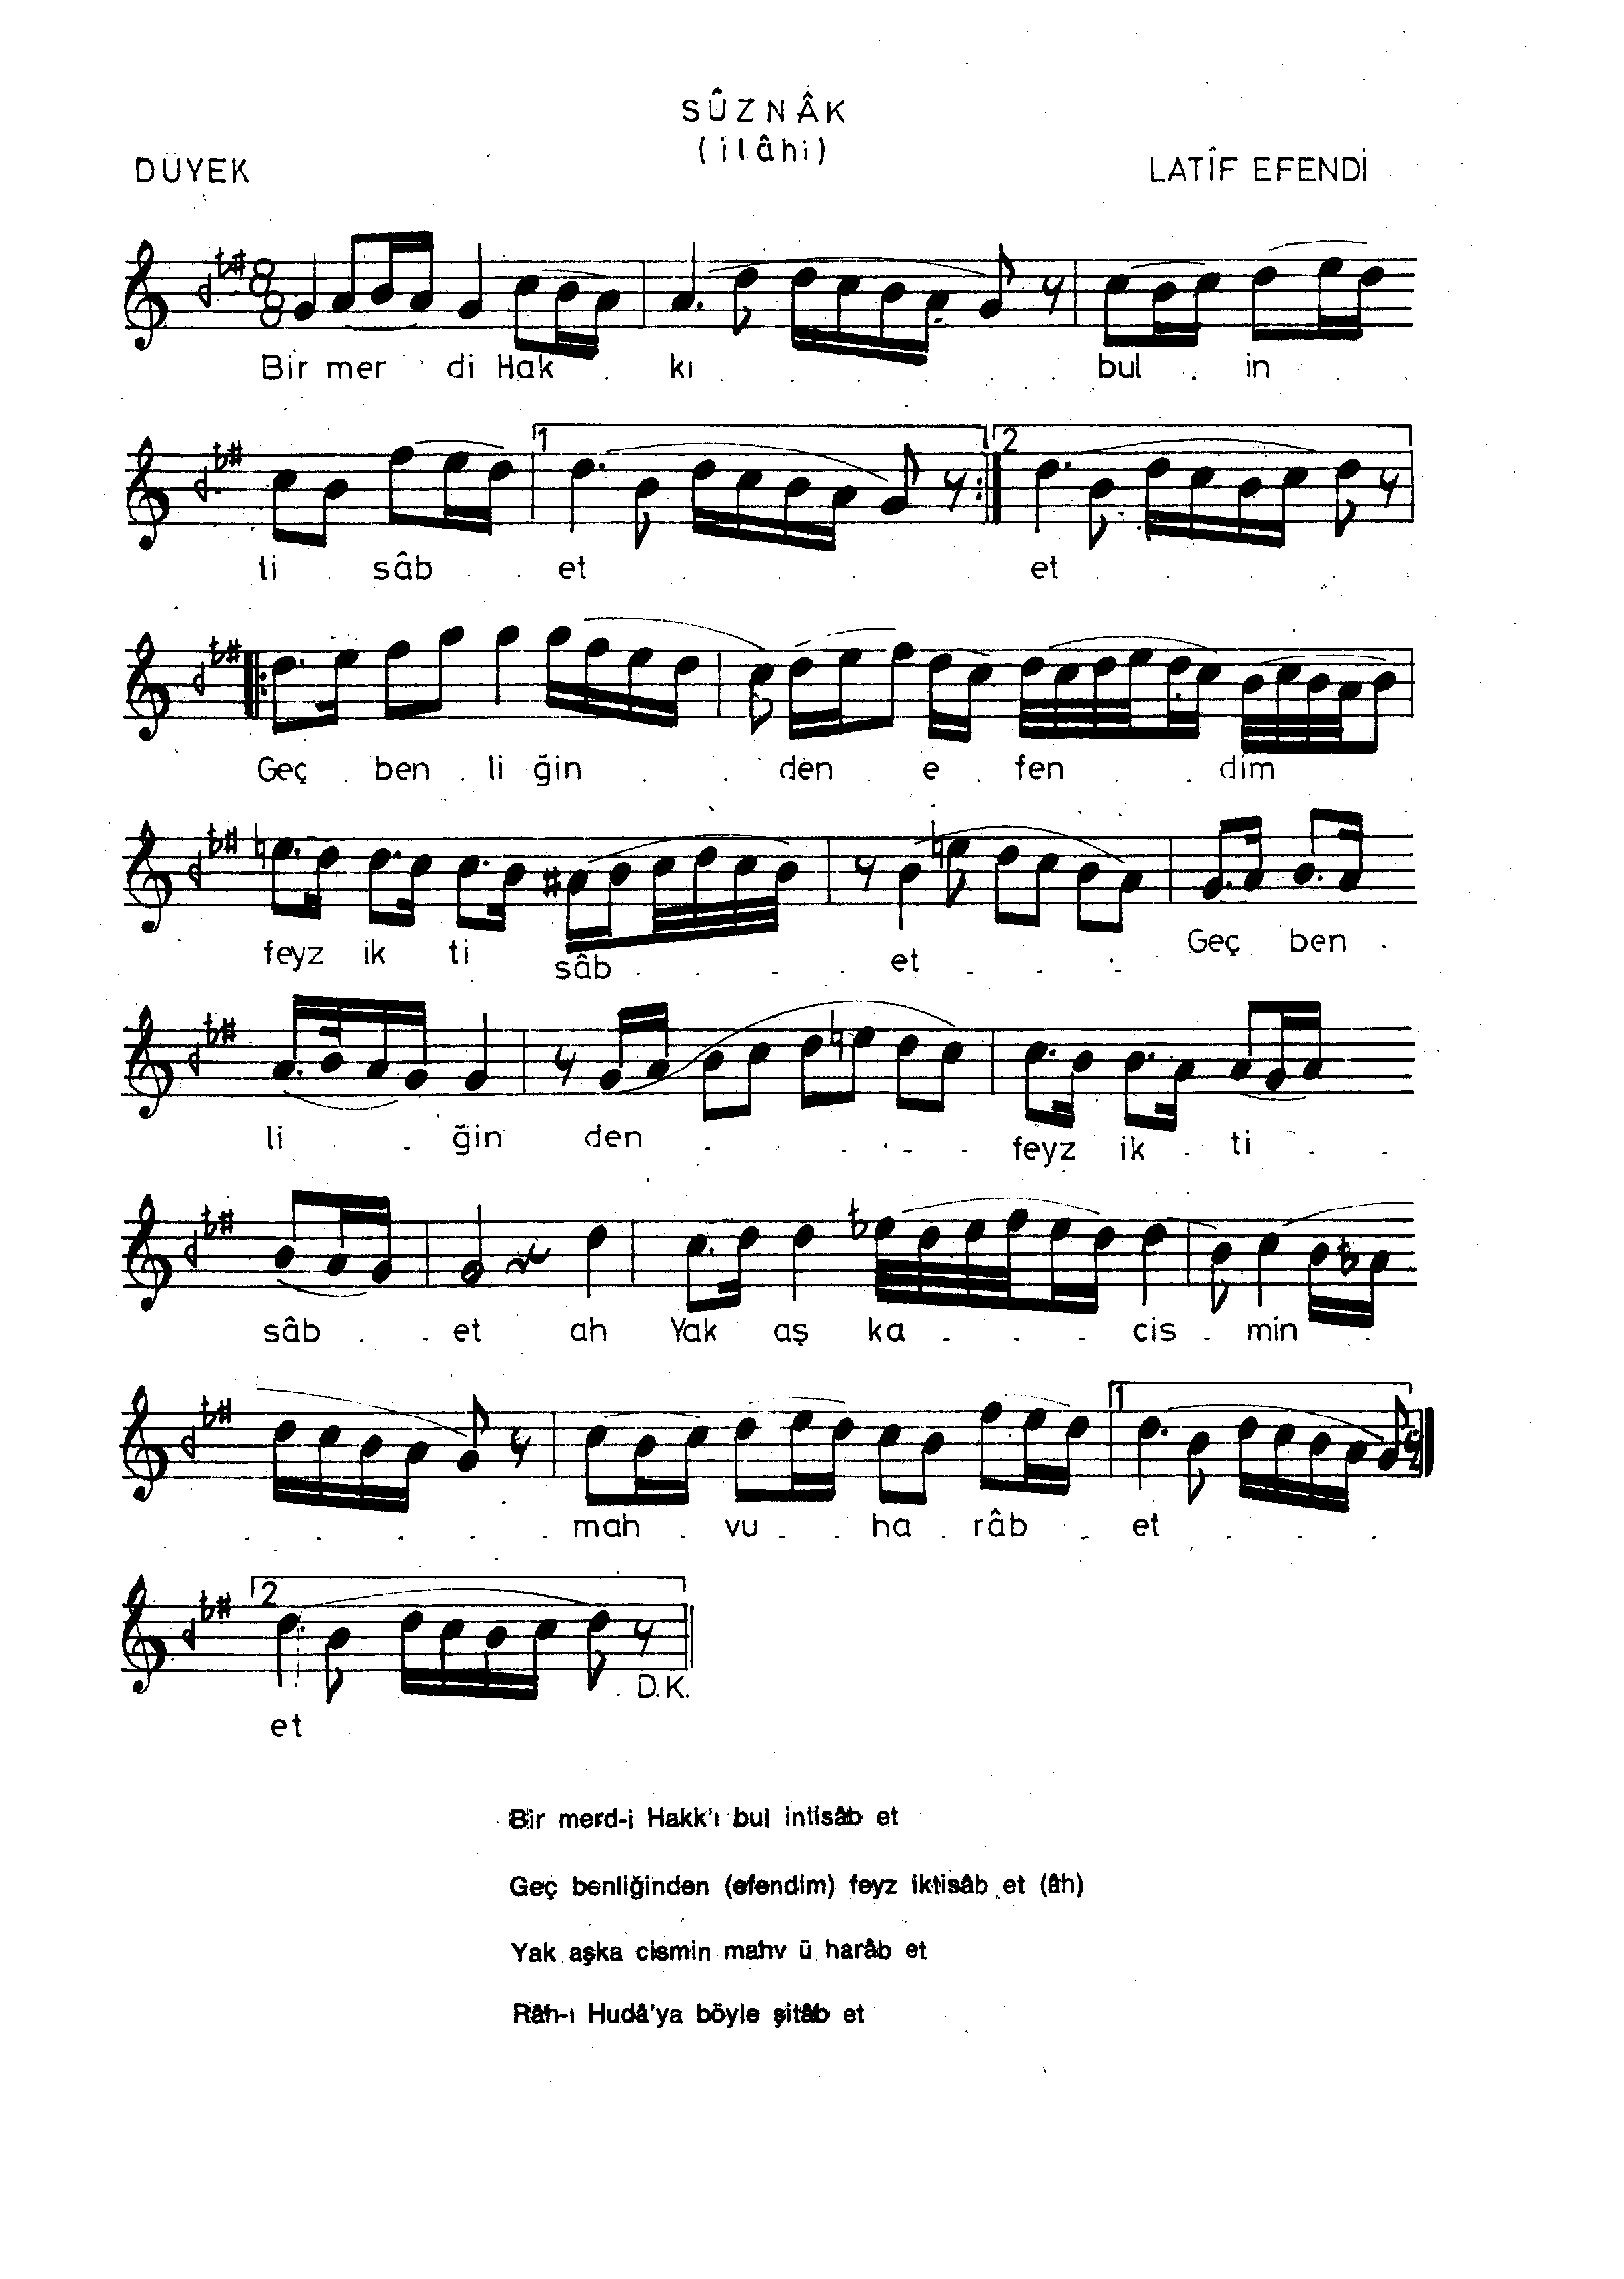 SÛZNÂK
(ilâhi)
DÜYEK
LATÎF EFENDİ
8
8
Bir mer di Hak . kı . . . . . . bul . in . .
1 2
ti . sâb . . et . . . . et . . . . .
Geç . ben . li ğin . . . den . e . fen . . dim . .
feyz ik ti sâb . . . . et - . - Geç ben .
li . . ğin den . . . . - - feyz ik . ti . .
sâb . . et ah Yak aş ka . . . cis . min .
1
. . . . . mah . vu . . ha . râb . et . . .
2
D.K.
et
Bir merd-i Hakk'ı bul intisâb et
Geç benliğinden (efendim) feyz iktisâb et (âh)
Yak aşka cismin mahv ü harâb et
Râh-ı Hudâ'ya böyle şitâb et